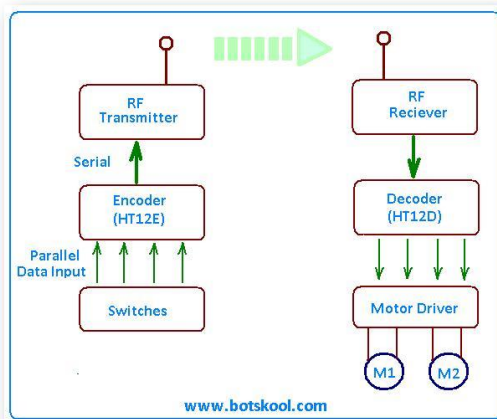 RF
Transmitter
Serial
Encoder
(HT12E)
Parallel
Data Input
Switches
RF
Reciever
Decoder
(HT12D)
Motor Driver
M1
M2
www.botskool.com